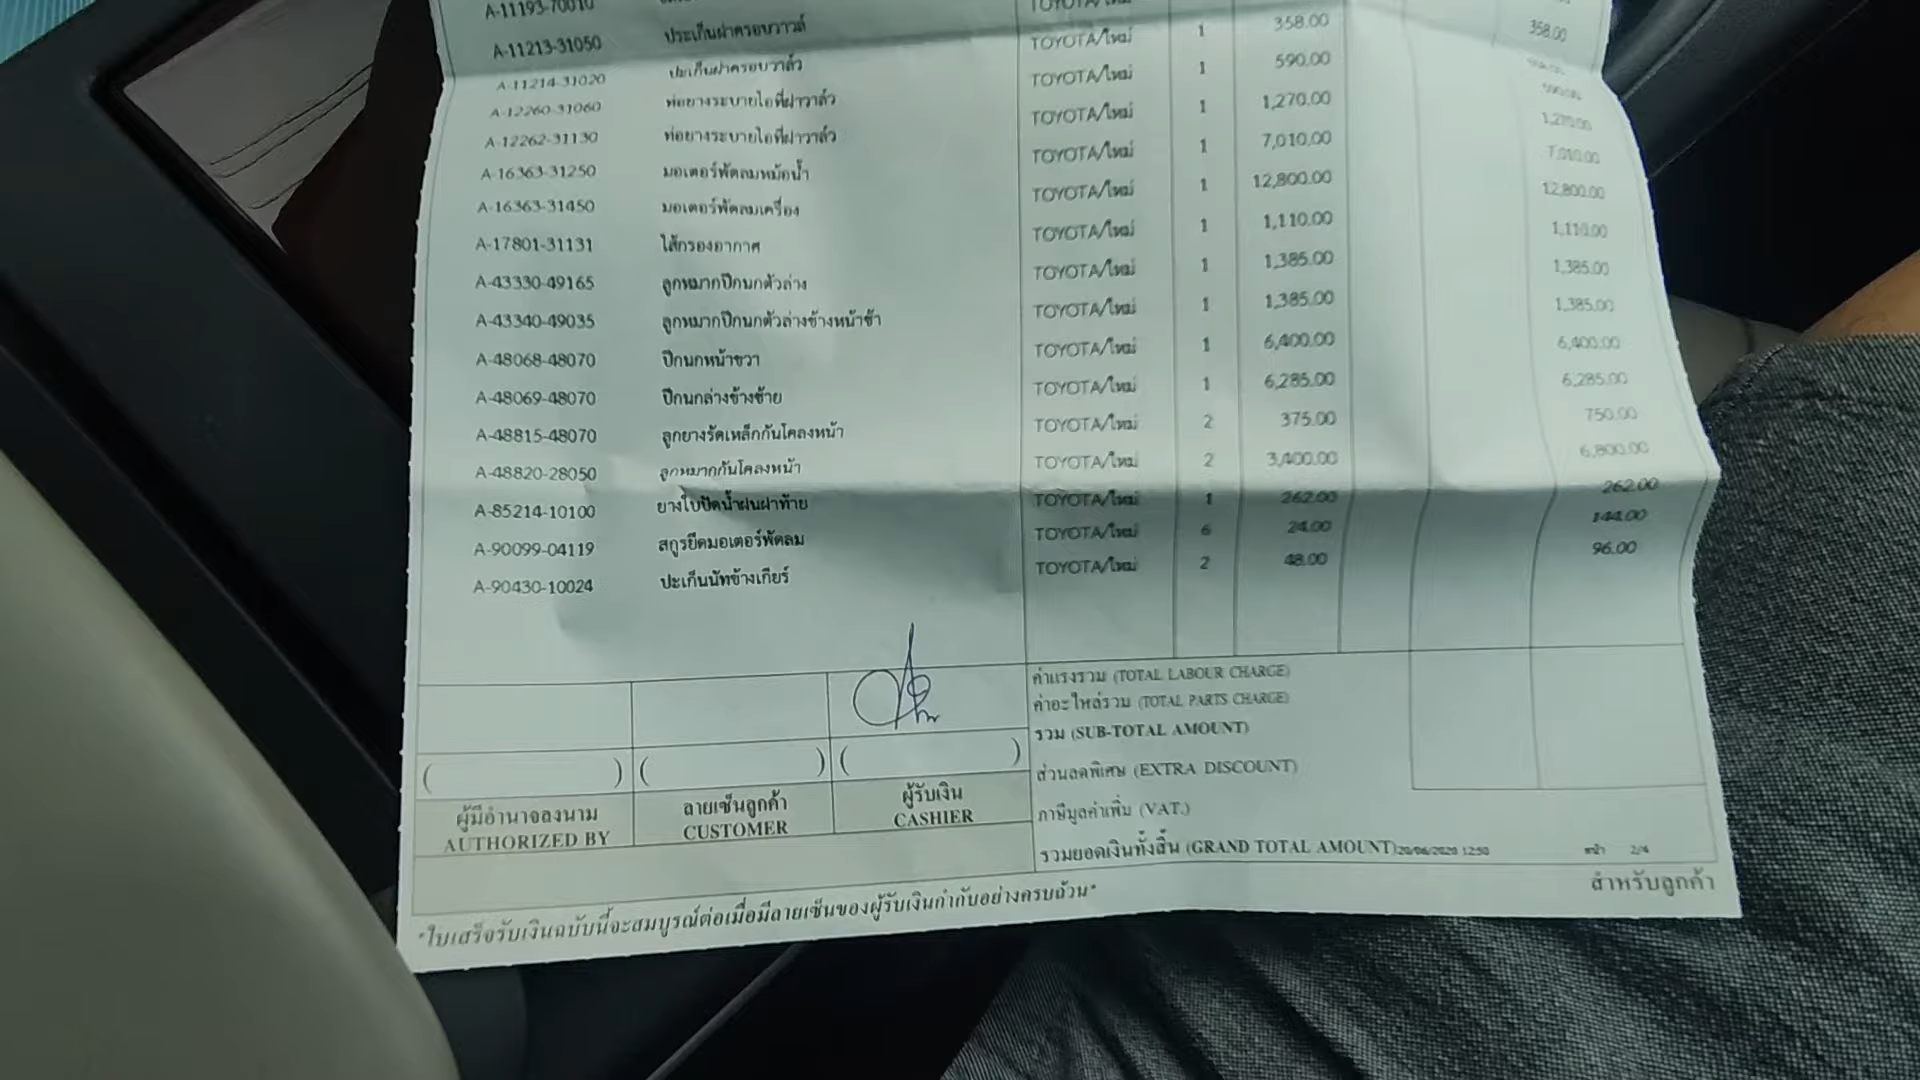 A-11193-70010
A-11213-31050 ประเก็นฝาครอบวาวล์ TOYOTA/ใหม่ 358.00
A-11214-31020 ปะเก็นฝาครอบวาล์ว TOYOTA/ใหม่ 1 358.00
A-12260-31060 ท่อยางระบายไอที่ฝาวาล์ว TOYOTA/ใหม่ 1 590.00 590.00
A-12262-31130 ท่อยางระบายไอที่ฝาวาล์ว TOYOTA/ใหม่ 1 1,270.00 1,270.00
A-16363-31250 มอเตอร์พัดลมหม้อน้ำ TOYOTA/ใหม่ 1 7,010.00 7,010.00
A-16363-31450 มอเตอร์พัดลมเครื่อง TOYOTA/ใหม่ 1 12,800.00 12,800.00
A-17801-31131 ไส้กรองอากาศ TOYOTA/ใหม่ 1 1,110.00 1,110.00
A-43330-49165 ลูกหมากปีกนกตัวล่าง TOYOTA/ใหม่ 1 1,385.00 1,385.00
A-43340-49035 ลูกหมากปีกนกตัวล่างข้างหน้าซ้า TOYOTA/ใหม่ 1 1,385.00 1,385.00
A-48068-48070 ปีกนกหน้าขวา TOYOTA/ใหม่ 1 6,400.00 6,400.00
A-48069-48070 ปีกนกล่างข้างซ้าย TOYOTA/ใหม่ 1 6,285.00 6,285.00
A-48815-48070 ลูกยางรัดเหล็กกันโคลงหน้า TOYOTA/ใหม่ 2 375.00 750.00
A-48820-28050 ลูกหมากกันโคลงหน้า TOYOTA/ใหม่ 2 3,400.00 6,800.00
A-85214-10100 ยางใบปัดน้ำฝนฝาท้าย TOYOTA/ใหม่ 1 262.00 262.00
A-90099-04119 สกูรยึดมอเตอร์พัดลม TOYOTA/ใหม่ 6 24.00 144.00
A-90430-10024 ปะเก็นนัทข้างเกียร์ TOYOTA/ใหม่ 2 48.00 96.00
ค่าแรงรวม (TOTAL LABOUR CHARGE)
ค่าอะไหล่รวม (TOTAL PARTS CHARGE)
รวม (SUB-TOTAL AMOUNT)
ส่วนลดพิเศษ (EXTRA DISCOUNT)
ภาษีมูลค่าเพิ่ม (VAT.)
รวมยอดเงินทั้งสิ้น (GRAND TOTAL AMOUNT) 20/06/2020 12:50 หน้า 2/4
( ) ( ) ( )
ผู้มีอำนาจลงนาม ลายเซ็นลูกค้า ผู้รับเงิน
AUTHORIZED BY CUSTOMER CASHIER
สำหรับลูกค้า
*ใบเสร็จรับเงินฉบับนี้จะสมบูรณ์ต่อเมื่อมีลายเซ็นของผู้รับเงินกำกับอย่างครบถ้วน*